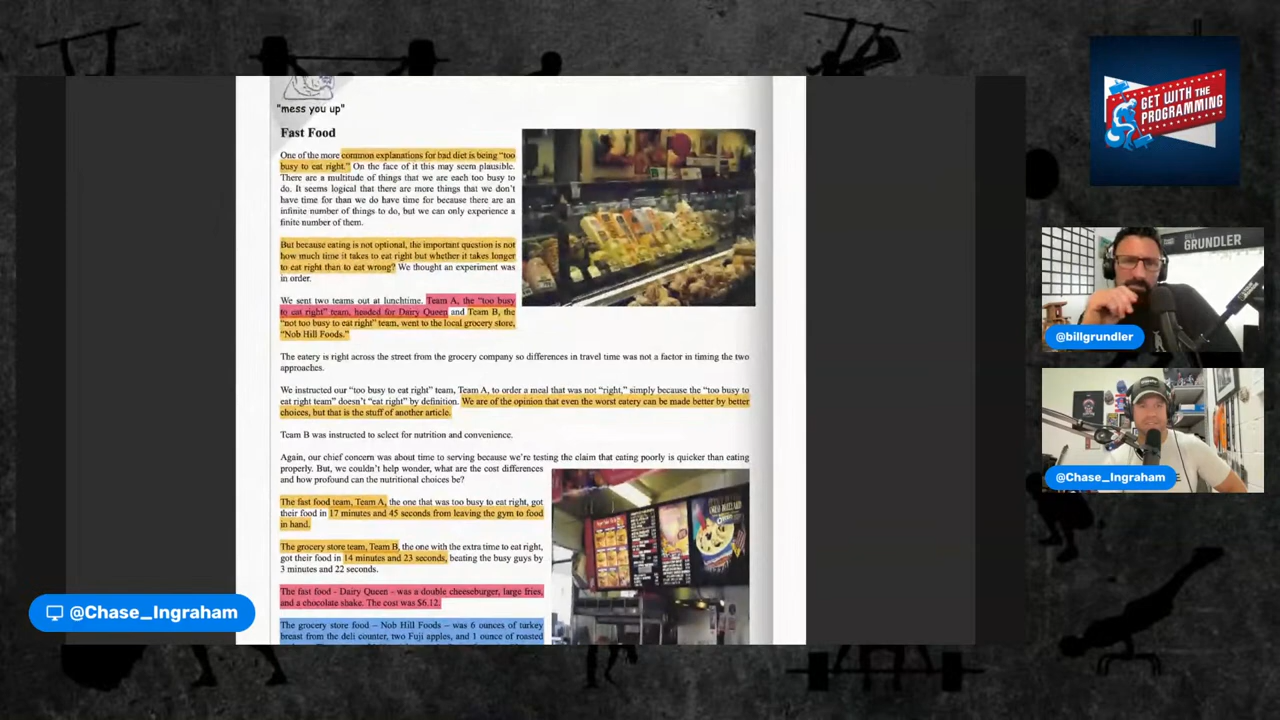 "mess you up"
Fast Food
One of the more common explanations for bad diet is being "too
busy to eat right." On the face of it this may seem plausible.
There are a multitude of things that we are each too busy to
do. It seems logical that there are more things that we don't
have time for than we do have time for because there are an
infinite number of things to do, but we can only experience a
finite number of them.
But because eating is not optional, the important question is not
how much time it takes to eat right but whether it takes longer
to eat right than to eat wrong? We thought an experiment was
in order.
We sent two teams out at lunchtime. Team A, the "too busy
to eat right" team, headed for Dairy Queen and Team B, the
"not too busy to eat right" team, went to the local grocery store,
"Nob Hill Foods."
The eatery is right across the street from the grocery company so differences in travel time was not a factor in timing the two
approaches.
We instructed our "too busy to eat right" team, Team A, to order a meal that was not "right," simply because the "too busy to
eat right team" doesn't "eat right" by definition. We are of the opinion that even the worst eatery can be made better by better
choices, but that is the stuff of another article.
Team B was instructed to select for nutrition and convenience.
Again, our chief concern was about time to serving because we're testing the claim that eating poorly is quicker than eating
properly. But, we couldn't help wonder, what are the cost differences
and how profound can the nutritional choices be?
The fast food team, Team A, the one that was too busy to eat right, got
their food in 17 minutes and 45 seconds from leaving the gym to food
in hand.
The grocery store team, Team B, the one with the extra time to eat right,
got their food in 14 minutes and 23 seconds, beating the busy guys by
3 minutes and 22 seconds.
The fast food - Dairy Queen - was a double cheeseburger, large fries,
and a chocolate shake. The cost was $6.12.
The grocery store food – Nob Hill Foods – was 6 ounces of turkey
breast from the deli counter, two Fuji apples, and 1 ounce of roasted
@Chase_Ingraham
GET WITH THE
PROGRAMMING
BILL
GRUNDLER
@billgrundler
@Chase_Ingraham